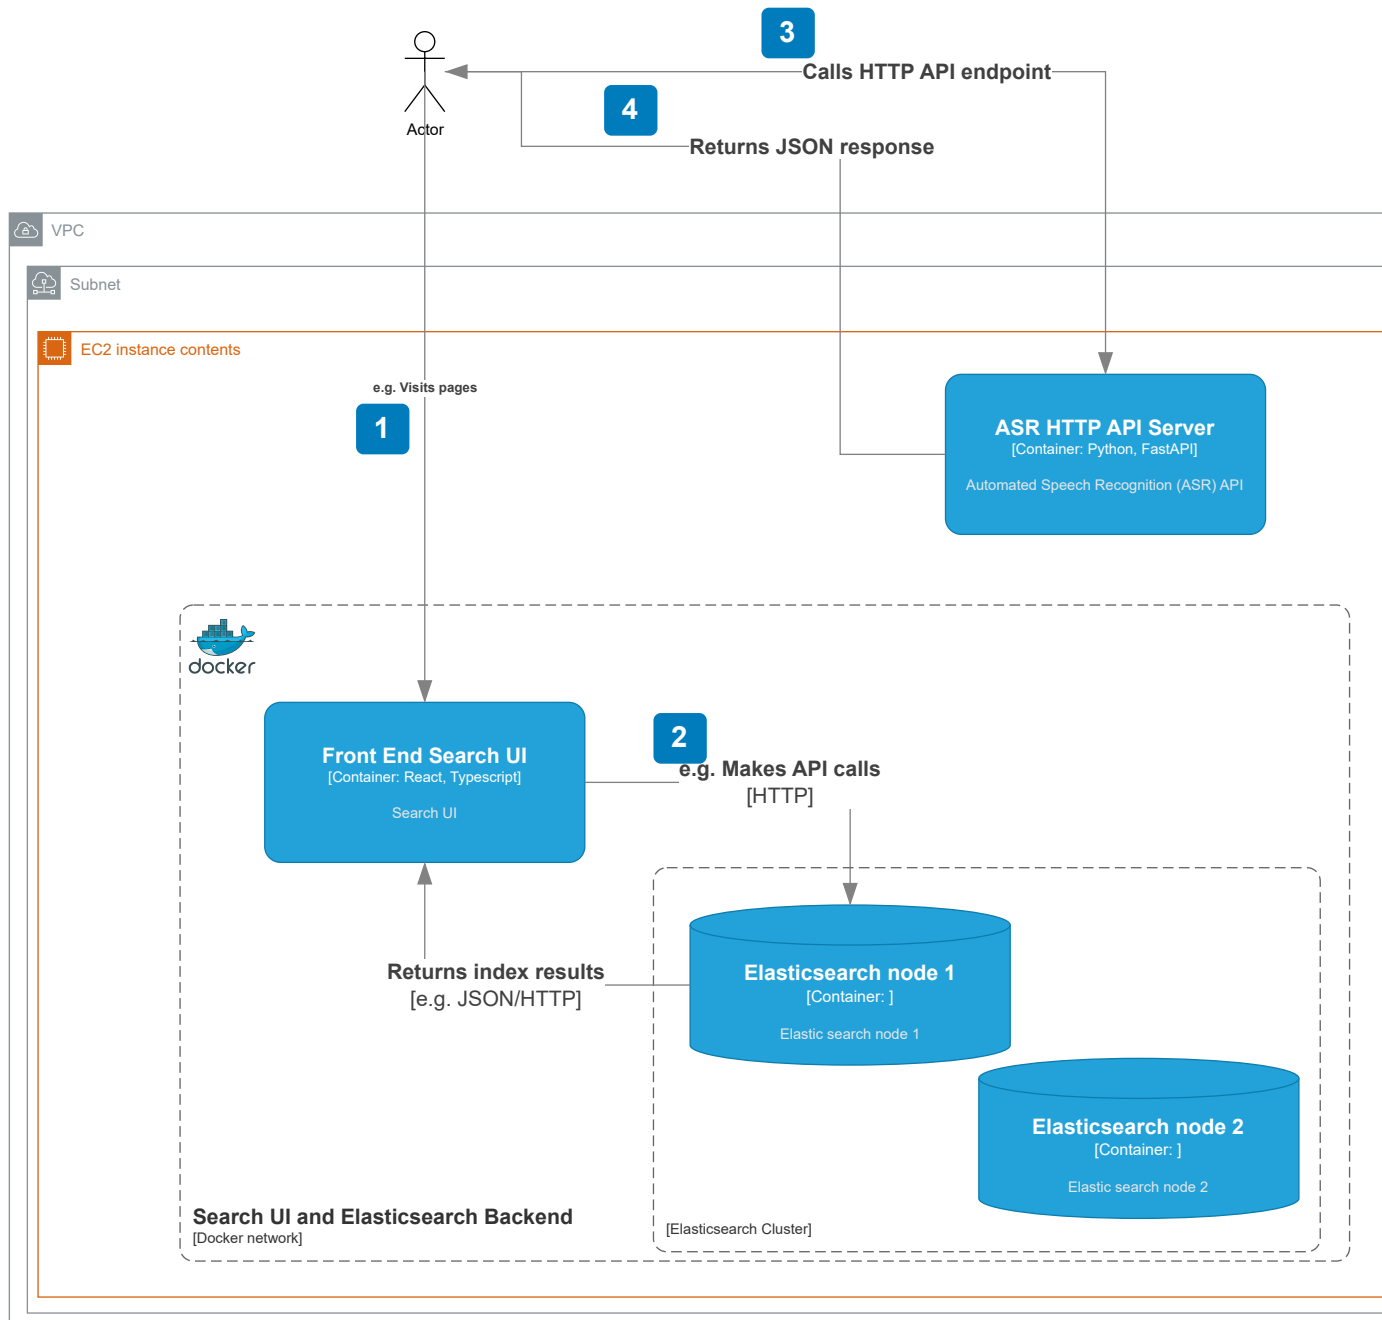 3
Calls HTTP API endpoint
4
Actor
Returns JSON response
VPC
Subnet
EC2 instance contents
e.g. Visits pages
1
ASR HTTP API Server
[Container: Python, FastAPI]
Automated Speech Recognition (ASR) API
docker
Front End Search UI
[Container: React, Typescript]
Search UI
2
e.g. Makes API calls
[HTTP]
Returns index results
[e.g. JSON/HTTP]
Elasticsearch node 1
[Container: ]
Elastic search node 1
Elasticsearch node 2
[Container: ]
Elastic search node 2
Search UI and Elasticsearch Backend
[Docker network]
[Elasticsearch Cluster]